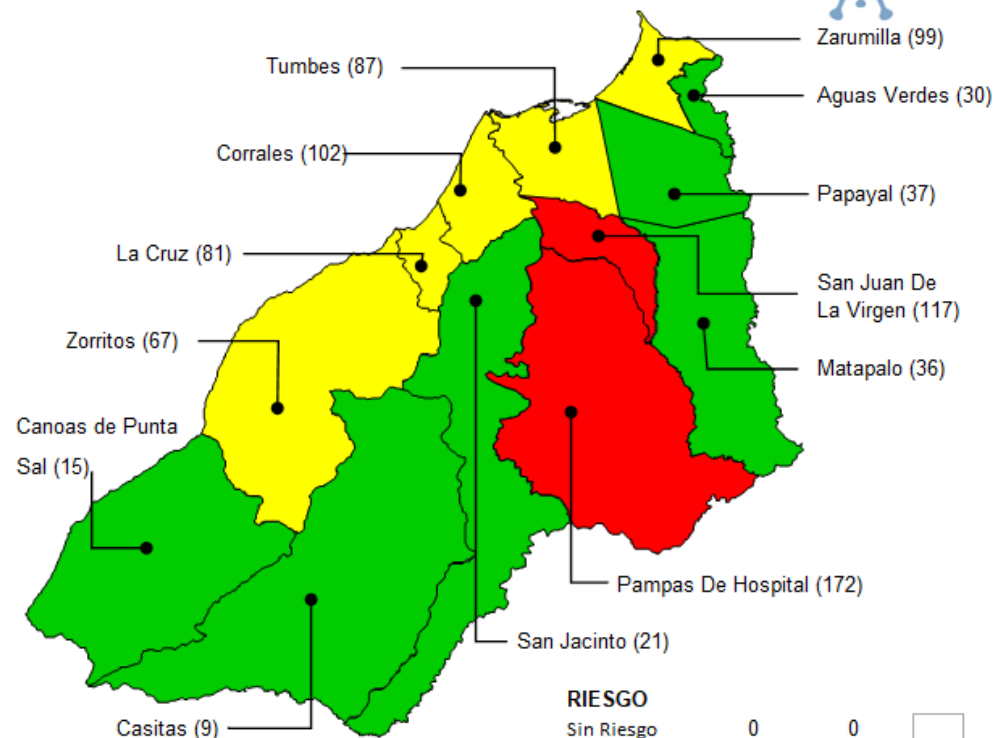 Zarumilla (99)
Tumbes (87)
Aguas Verdes (30)
Corrales (102)
Papayal (37)
La Cruz (81)
San Juan De
La Virgen (117)
Zorritos (67)
Matapalo (36)
Canoas de Punta
Sal (15)
Pampas De Hospital (172)
San Jacinto (21)
RIESGO
Casitas (9)
Sin Riesgo 0 0